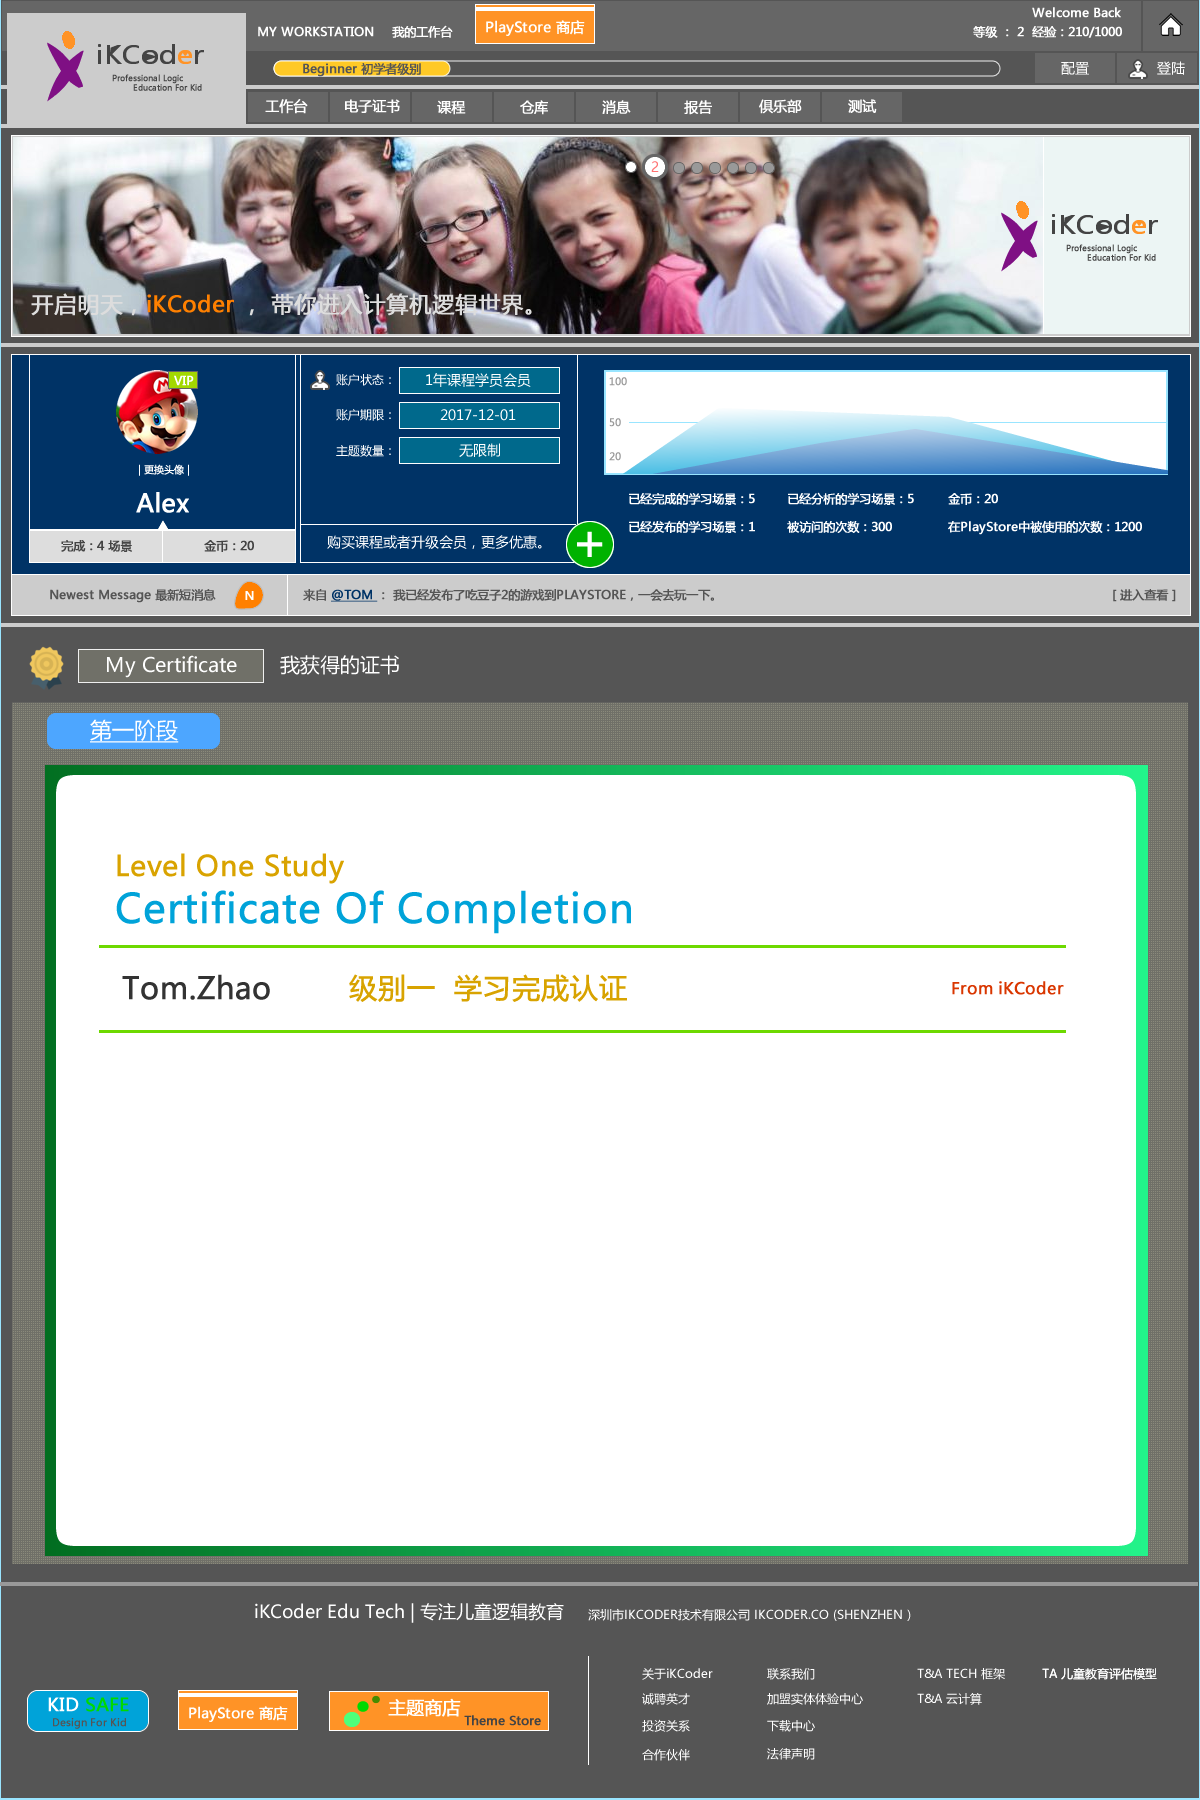 iKCoder
Professional Logic
Education For Kid
MY WORKSTATION 我的工作台
PlayStore 商店
Welcome Back
等级 : 2 经验 : 210/1000
Beginner 初学者级别
配置
登陆
工作台 电子证书 课程 仓库 消息 报告 俱乐部 测试
2
iKCoder
Professional Logic
Education For Kid
开启明天，iKCoder ， 带你进入计算机逻辑世界。
VIP
| 更换头像 |
Alex
完成 : 4 场景
金币 : 20
账户状态 : 1年课程学员会员
账户期限 : 2017-12-01
主题数量 : 无限制
购买课程或者升级会员，更多优惠。
100
50
20
已经完成的学习场景 : 5 已经分析的学习场景 : 5 金币 : 20
已经发布的学习场景 : 1 被访问的次数 : 300 在PlayStore中被使用的次数 : 1200
Newest Message 最新短消息
N
来自 @TOM : 我已经发布了吃豆子2的游戏到PLAYSTORE，一会去玩一下。
[ 进入查看 ]
My Certificate
我获得的证书
第一阶段
Level One Study
Certificate Of Completion
Tom.Zhao 级别一 学习完成认证 From iKCoder
iKCoder Edu Tech | 专注儿童逻辑教育 深圳市IKCODER技术有限公司 IKCODER.CO (SHENZHEN )
KID SAFE
Design For Kid
PlayStore 商店
主题商店
Theme Store
关于iKCoder 联系我们 T&A TECH 框架 TA 儿童教育评估模型
诚聘英才 加盟实体体验中心 T&A 云计算
投资关系 下载中心
合作伙伴 法律声明